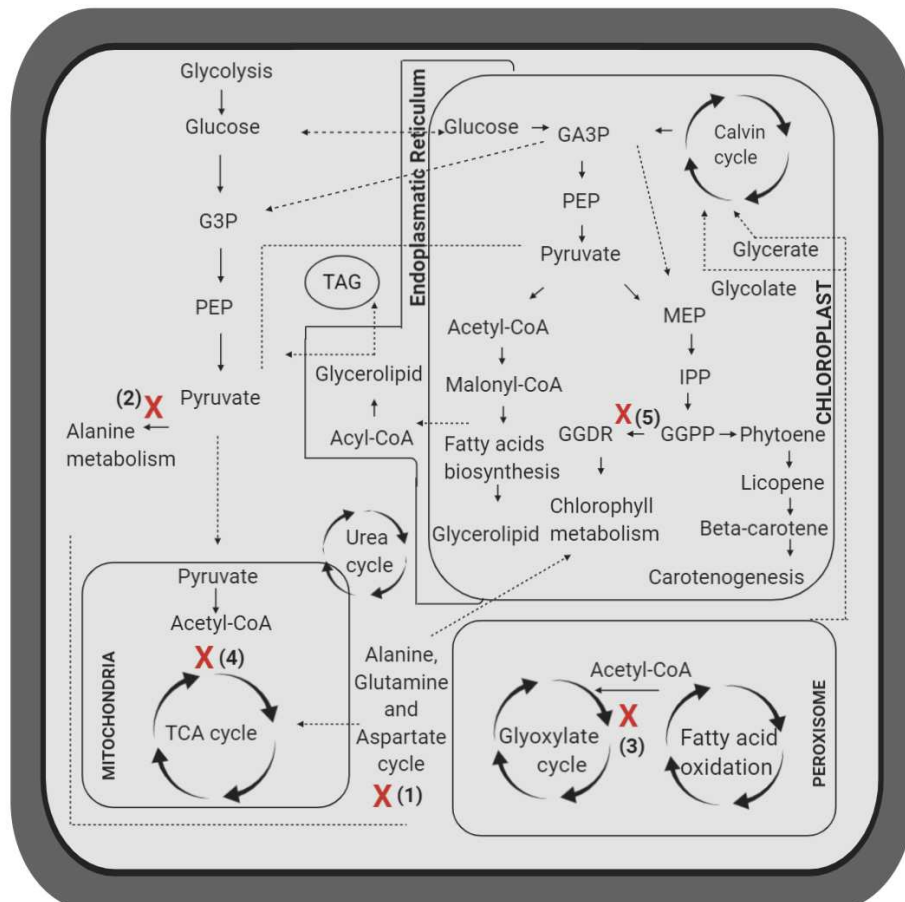 Glycolysis
Glucose
G3P
PEP
Pyruvate
(2) X
Alanine
metabolism
TAG
Glycerolipid
Acyl-CoA
Endoplasmatic Reticulum
Glucose
GA3P
Calvin
cycle
PEP
Pyruvate
Glycerate
Glycolate
Acetyl-CoA
MEP
Malonyl-CoA
IPP
X (5)
Fatty acids
biosynthesis
GGDR
GGPP
Phytoene
Licopene
Chlorophyll
metabolism
Beta-carotene
Glycerolipid
Carotenogenesis
CHLOROPLAST
Urea
cycle
Pyruvate
Acetyl-CoA
X (4)
TCA cycle
MITOCHONDRIA
Alanine,
Glutamine
and
Aspartate
cycle
X (1)
Acetyl-CoA
X
(3)
Glyoxylate
cycle
Fatty acid
oxidation
PEROXISOME